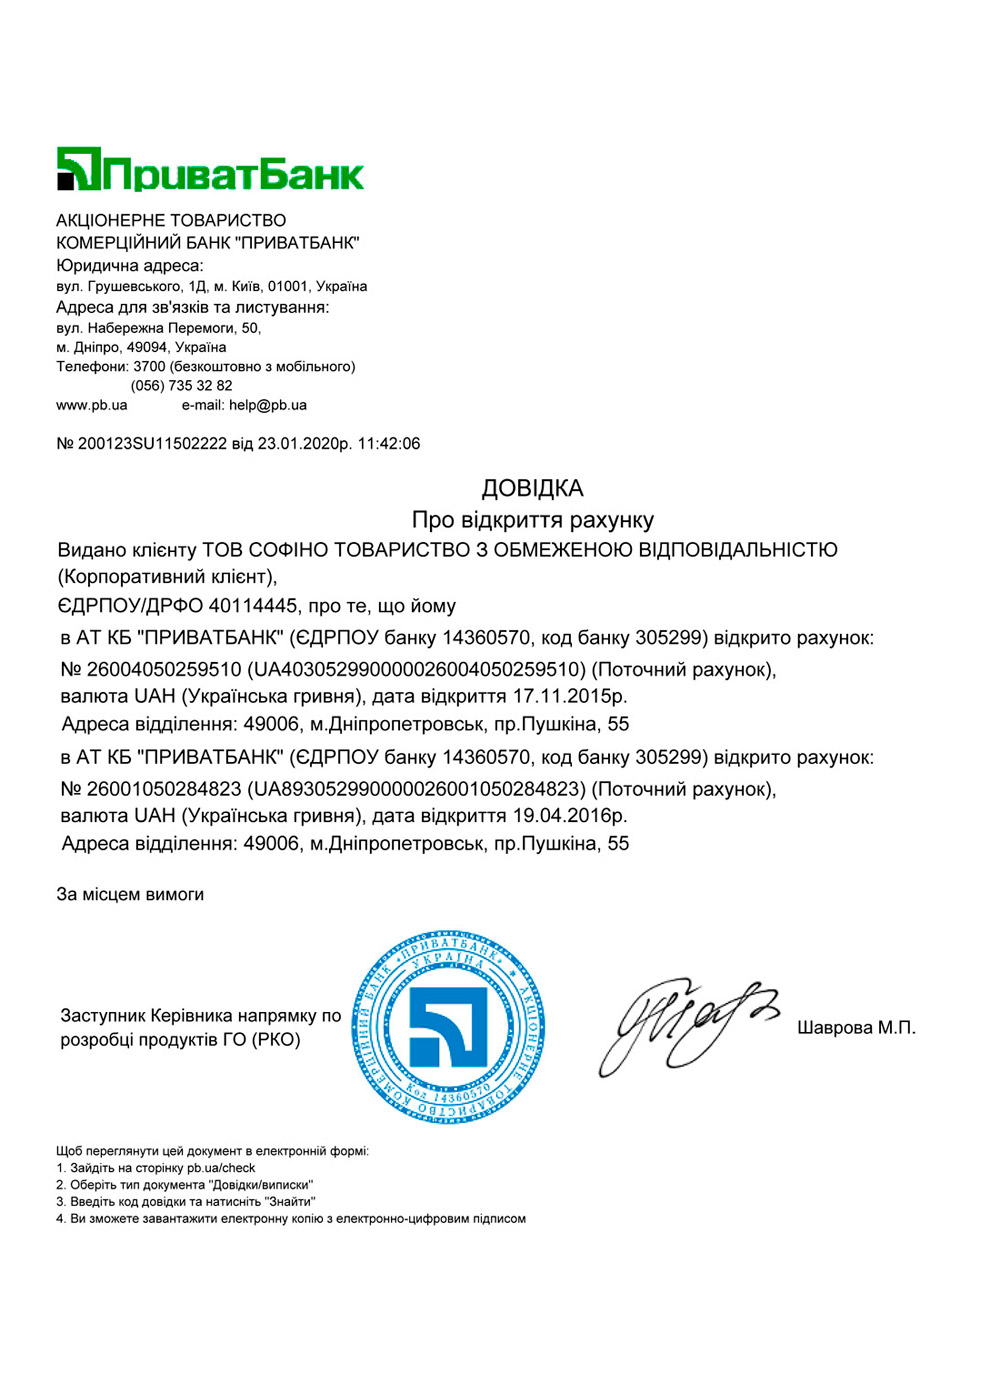 ПриватБанк
АКЦІОНЕРНЕ ТОВАРИСТВО
КОМЕРЦІЙНИЙ БАНК "ПРИВАТБАНК"
Юридична адреса:
вул. Грушевського, 1Д, м. Київ, 01001, Україна
Адреса для зв'язків та листування:
вул. Набережна Перемоги, 50,
м. Дніпро, 49094, Україна
Телефони: 3700 (безкоштовно з мобільного)
(056) 735 32 82
www.pb.ua e-mail: help@pb.ua
№ 200123SU11502222 від 23.01.2020р. 11:42:06
ДОВІДКА
Про відкриття рахунку
Видано клієнту ТОВ СОФІНО ТОВАРИСТВО З ОБМЕЖЕНОЮ ВІДПОВІДАЛЬНІСТЮ
(Корпоративний клієнт),
ЄДРПОУ/ДРФО 40114445, про те, що йому
в АТ КБ "ПРИВАТБАНК" (ЄДРПОУ банку 14360570, код банку 305299) відкрито рахунок:
№ 26004050259510 (UA403052990000026004050259510) (Поточний рахунок),
валюта UAH (Українська гривня), дата відкриття 17.11.2015р.
Адреса відділення: 49006, м.Дніпропетровськ, пр.Пушкіна, 55
в АТ КБ "ПРИВАТБАНК" (ЄДРПОУ банку 14360570, код банку 305299) відкрито рахунок:
№ 26001050284823 (UA893052990000026001050284823) (Поточний рахунок),
валюта UAH (Українська гривня), дата відкриття 19.04.2016р.
Адреса відділення: 49006, м.Дніпропетровськ, пр.Пушкіна, 55
За місцем вимоги
Заступник Керівника напрямку по
розробці продуктів ГО (РКО)
АКЦІОНЕРНЕ ТОВАРИСТВО КОМЕРЦІЙНИЙ БАНК «ПРИВАТБАНК»
УКРАЇНА
Код 14360570
Шаврова М.П.
Щоб переглянути цей документ в електронній формі:
1. Зайдіть на сторінку pb.ua/check
2. Оберіть тип документа "Довідки/виписки"
3. Введіть код довідки та натисніть "Знайти"
4. Ви зможете завантажити електронну копію з електронно-цифровим підписом